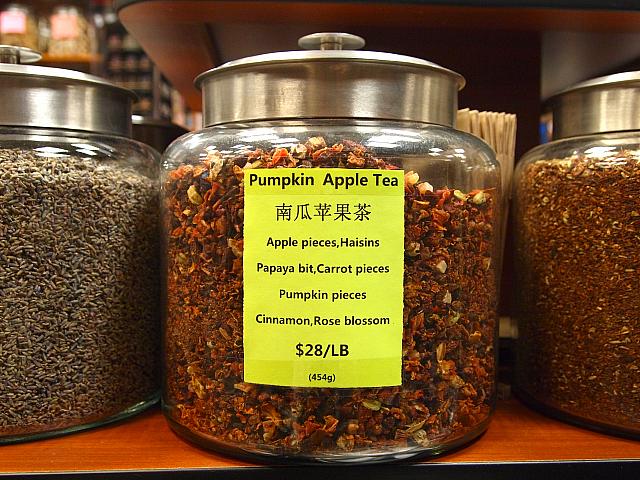 Pumpkin Apple Tea
南瓜苹果茶
Apple pieces,Haisins
Papaya bit,Carrot pieces
Pumpkin pieces
Cinnamon,Rose blossom
$28/LB
(454g)